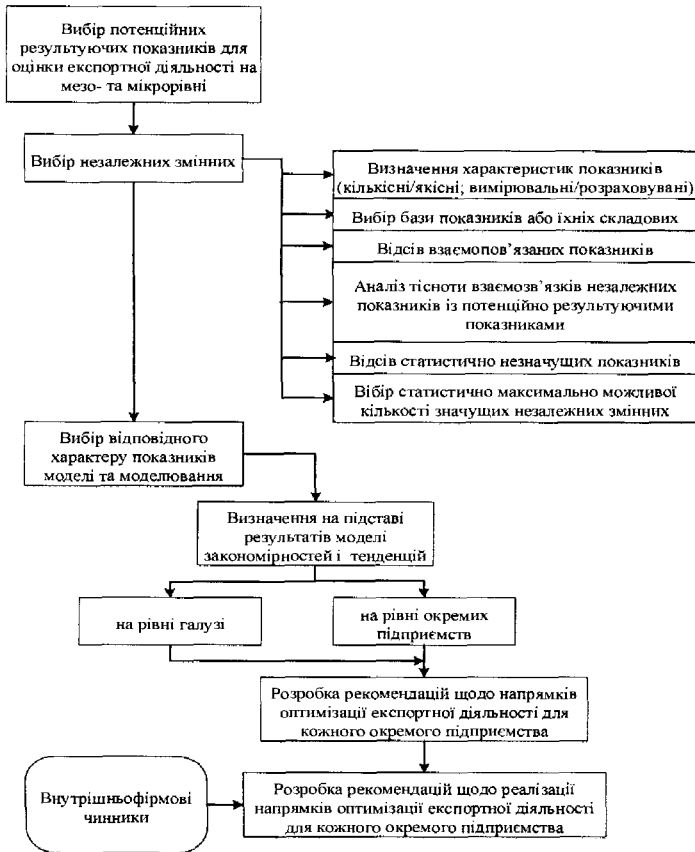 Вибір потенційних
результуючих показників для
оцінки експортної діяльності на
мезо- та мікрорівні
Вибір незалежних змінних
Визначення характеристик показників
(кількісні/якісні; вимірювальні/розраховувані)
Вибір бази показників або їхніх складових
Відсів взаємопов’язаних показників
Аналіз тісноти взаємозв’язків незалежних
показників із потенційно результуючими
показниками
Відсів статистично незначущих показників
Вібір статистично максимально можливої
кількості значущих незалежних змінних
Вибір відповідного
характеру показників
моделі та моделювання
Визначення на підставі
результатів моделі
закономірностей і тенденцій
на рівні галузі
на рівні окремих
підприємств
Розробка рекомендацій щодо напрямків
оптимізації експортної діяльності для
кожного окремого підприємства
Внутрішньофірмові
чинники
Розробка рекомендацій щодо реалізації
напрямків оптимізації експортної діяльності
для кожного окремого підприємства